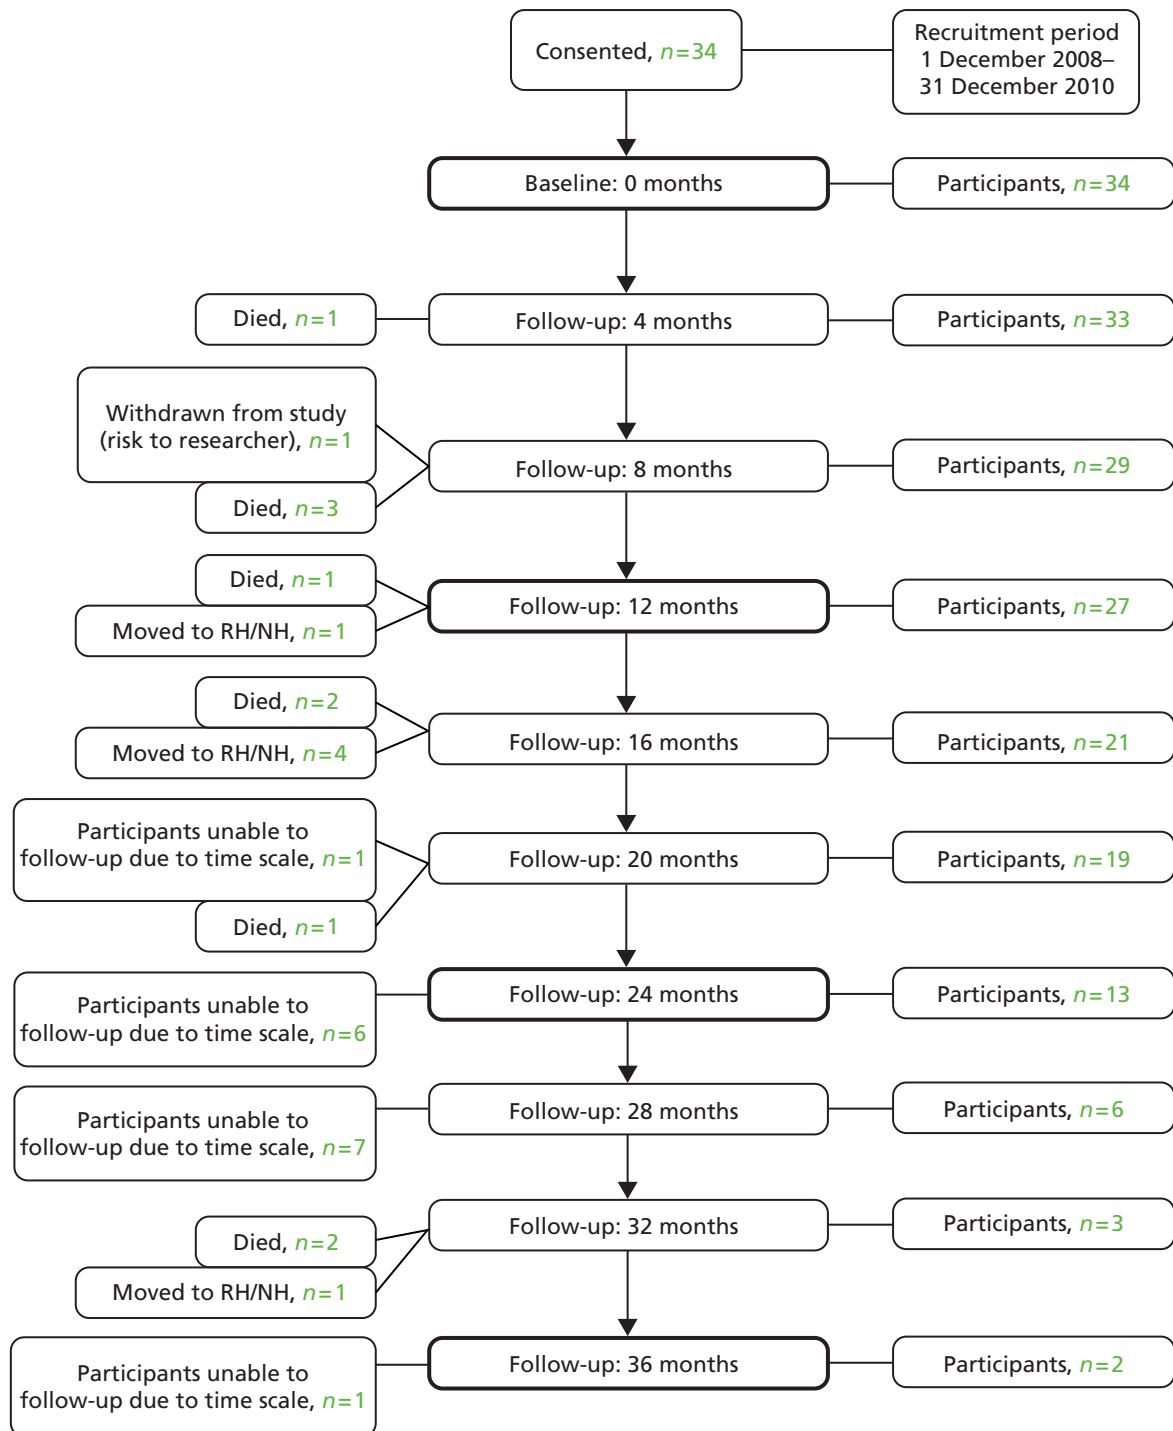 Consented, n=34
Recruitment period
1 December 2008–
31 December 2010
Baseline: 0 months
Participants, n=34
Died, n=1
Follow-up: 4 months
Participants, n=33
Withdrawn from study
(risk to researcher), n=1
Died, n=3
Follow-up: 8 months
Participants, n=29
Died, n=1
Moved to RH/NH, n=1
Follow-up: 12 months
Participants, n=27
Died, n=2
Moved to RH/NH, n=4
Follow-up: 16 months
Participants, n=21
Participants unable to
follow-up due to time scale, n=1
Died, n=1
Follow-up: 20 months
Participants, n=19
Participants unable to
follow-up due to time scale, n=6
Follow-up: 24 months
Participants, n=13
Participants unable to
follow-up due to time scale, n=7
Follow-up: 28 months
Participants, n=6
Died, n=2
Moved to RH/NH, n=1
Follow-up: 32 months
Participants, n=3
Participants unable to
follow-up due to time scale, n=1
Follow-up: 36 months
Participants, n=2